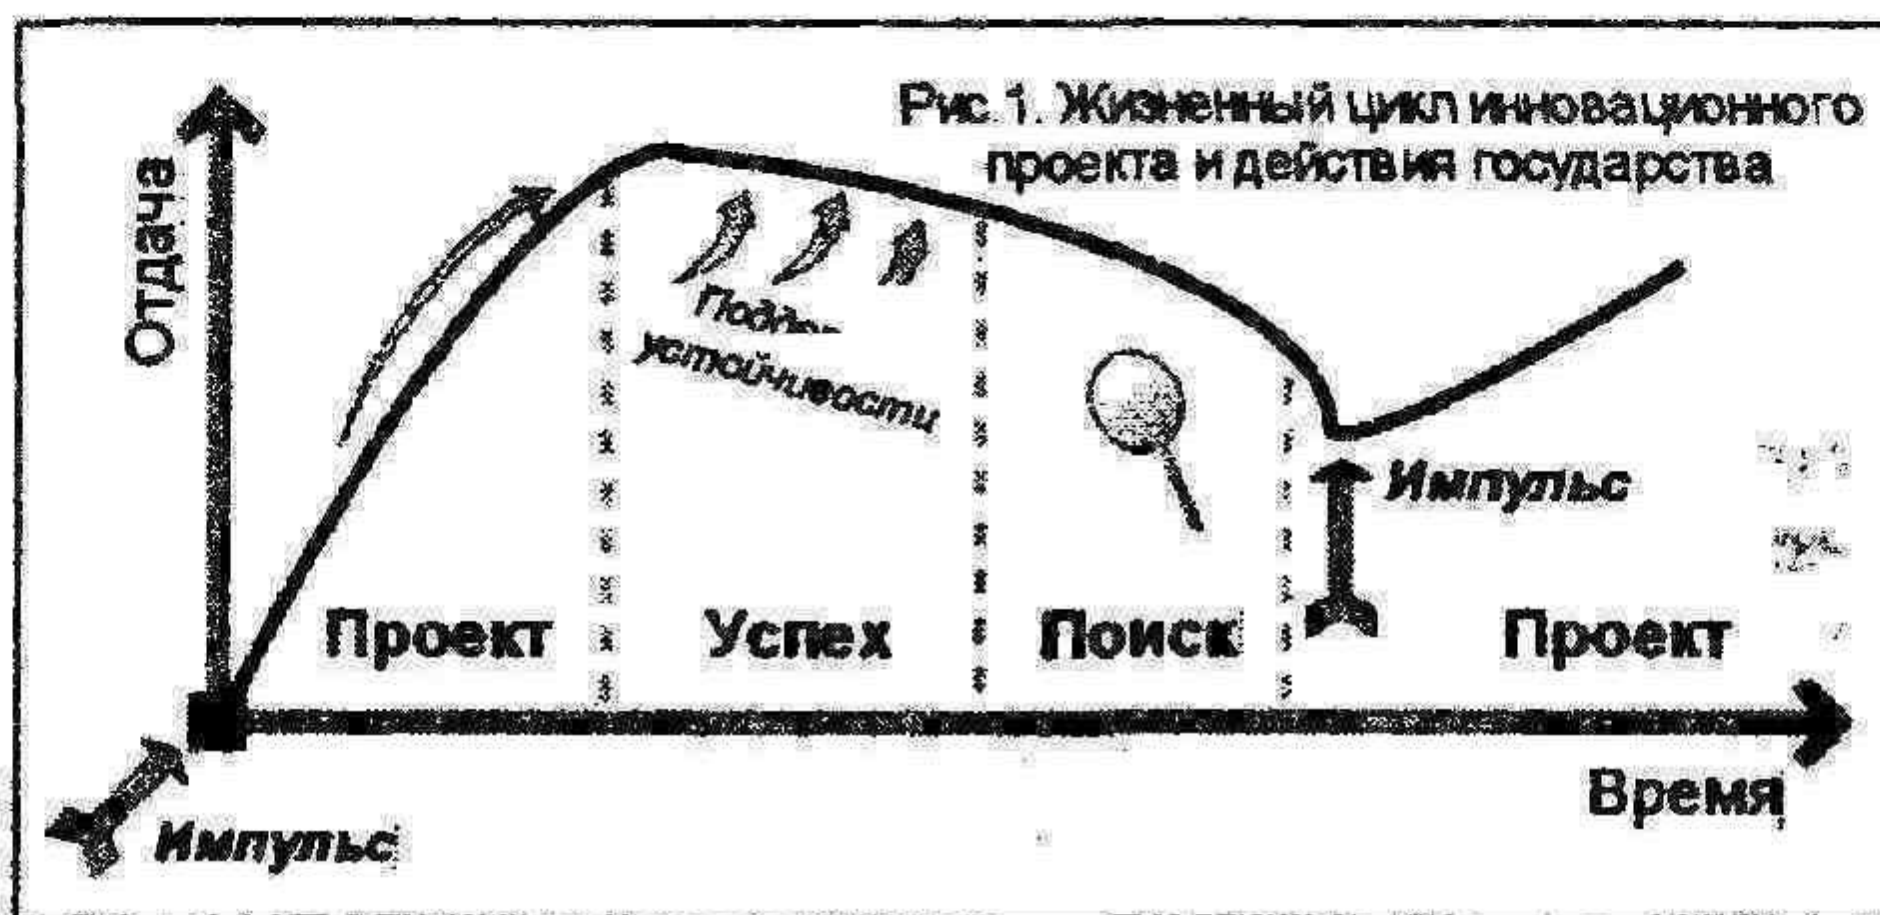 Рис.1. Жизненный цикл инновационного
проекта и действия государства
Отдача
устойчивости
Импульс
Проект
Успех
Поиск
Проект
Время
Импульс